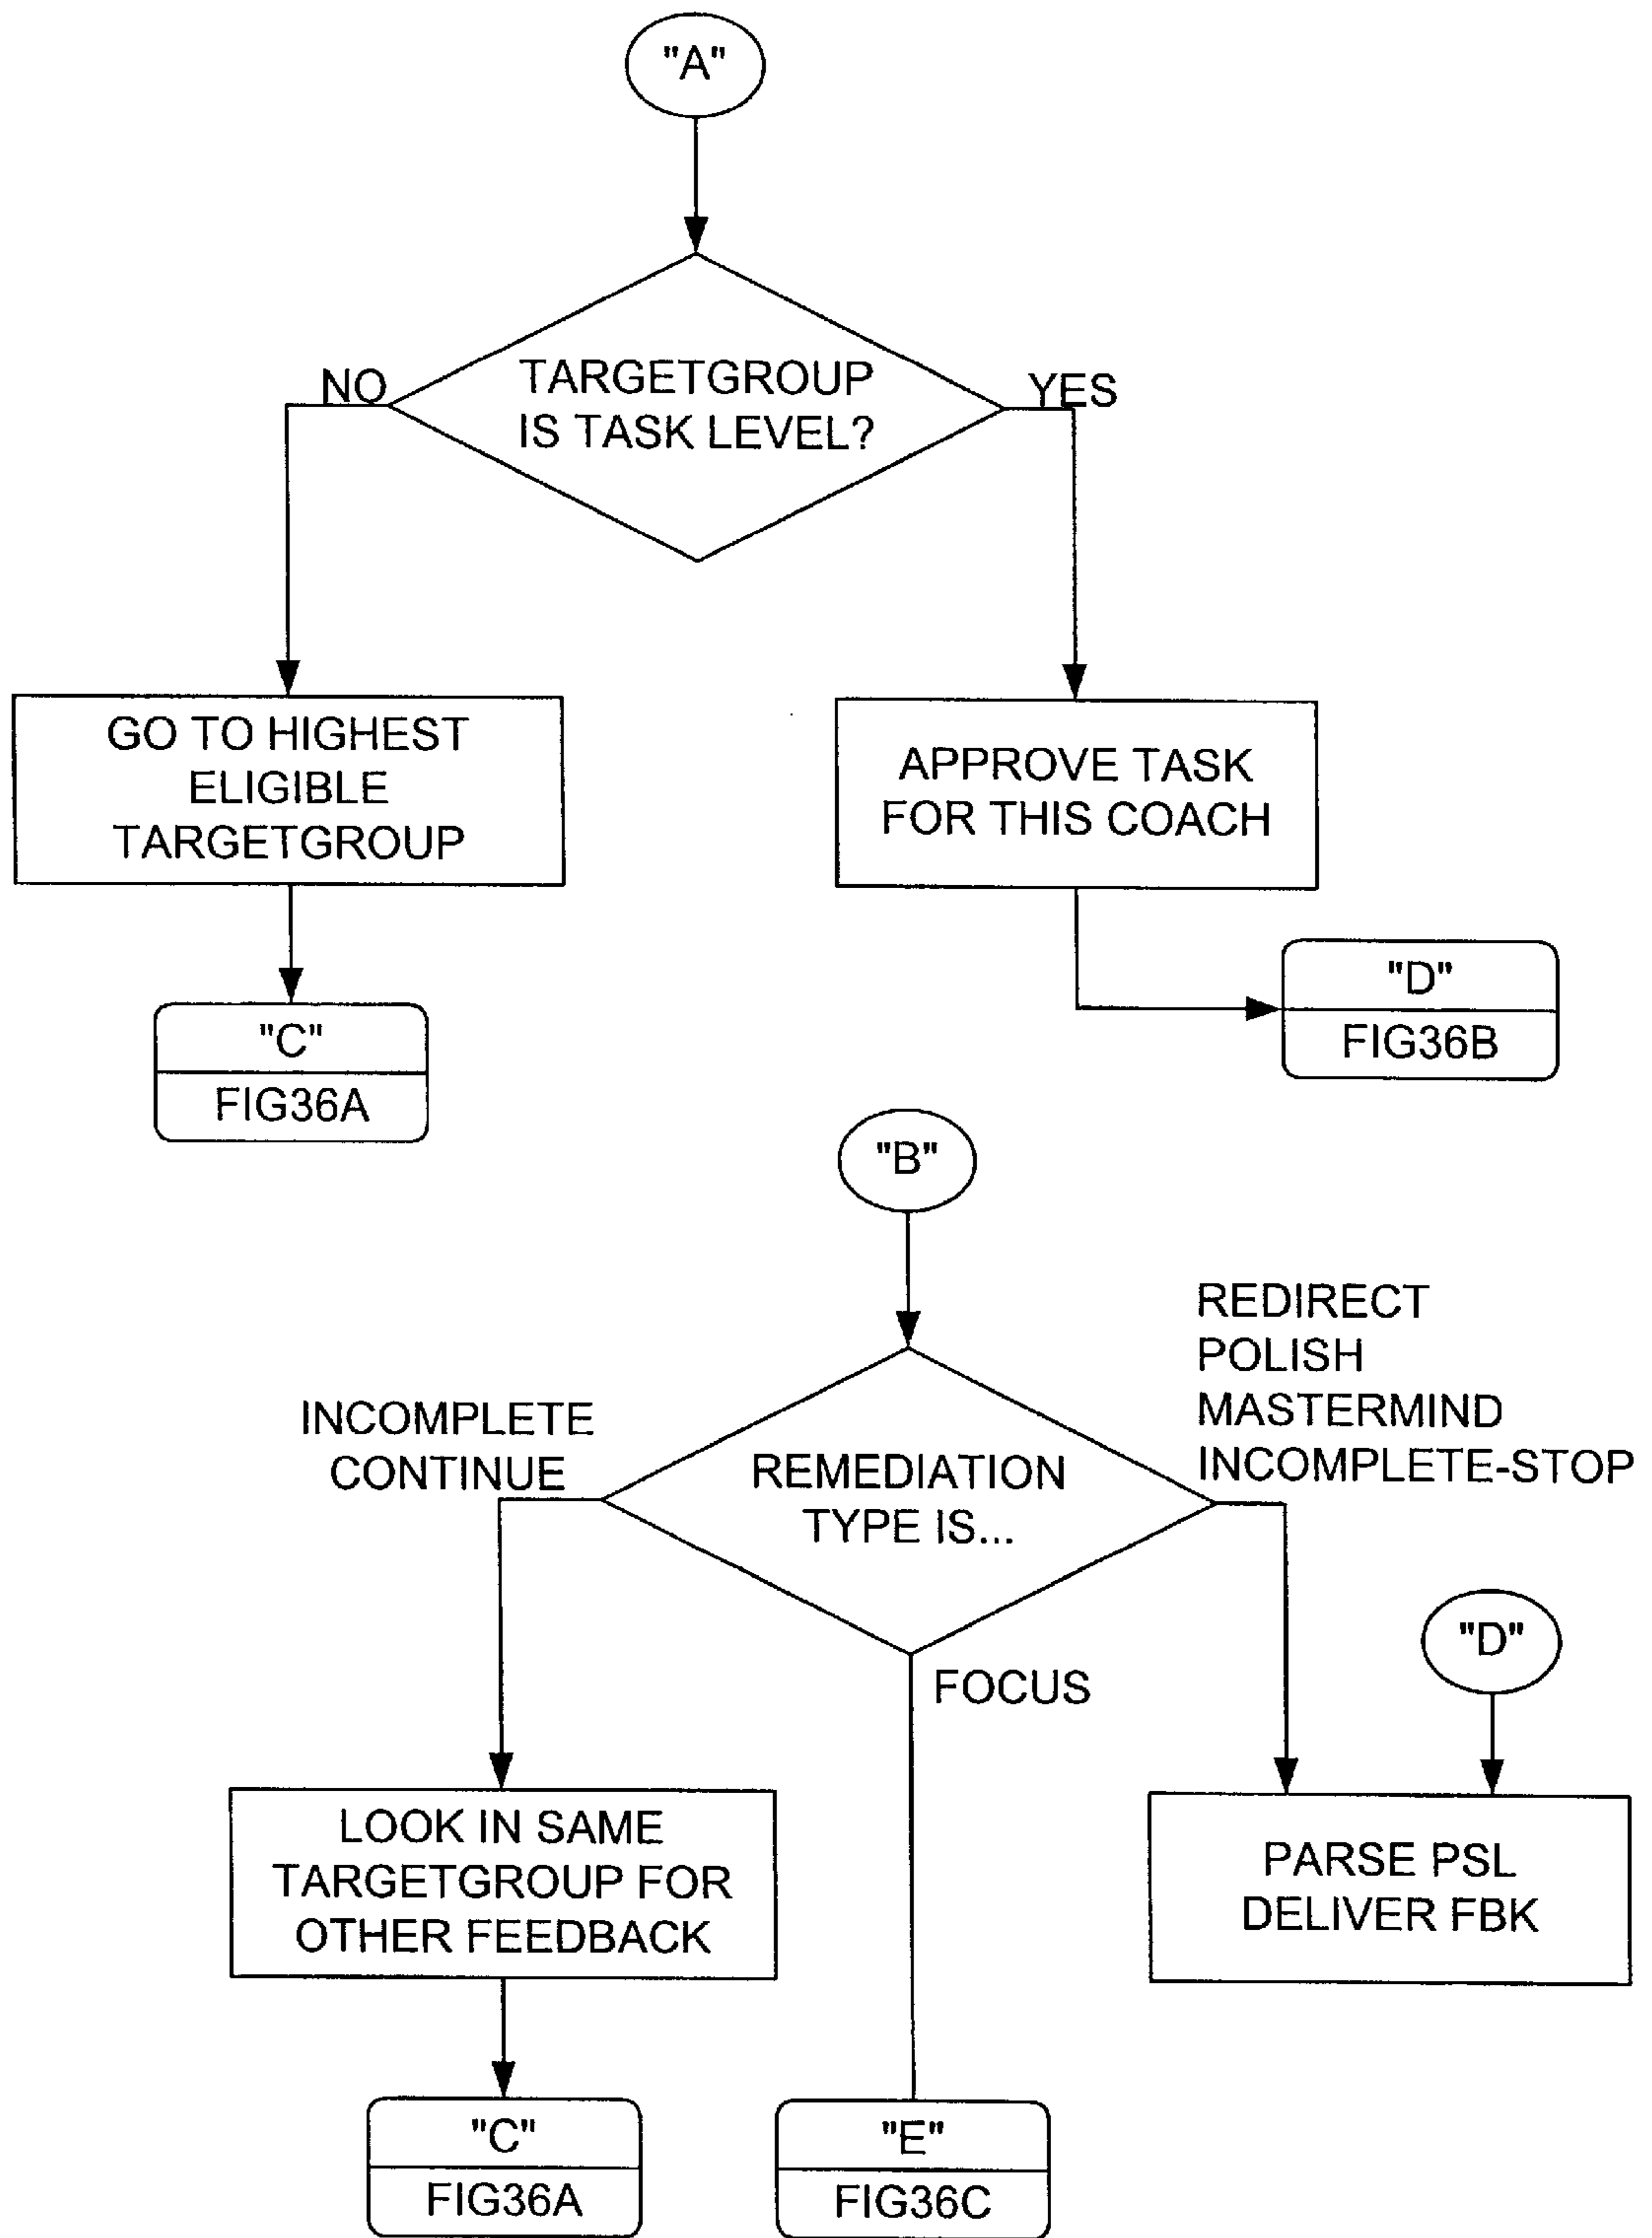 "A"
TARGETGROUP
IS TASK LEVEL?
NO
YES
GO TO HIGHEST
ELIGIBLE
TARGETGROUP
APPROVE TASK
FOR THIS COACH
"C"
FIG36A
"D"
FIG36B
"B"
REMEDIATION
TYPE IS...
INCOMPLETE
CONTINUE
REDIRECT
POLISH
MASTERMIND
INCOMPLETE-STOP
FOCUS
"D"
LOOK IN SAME
TARGETGROUP FOR
OTHER FEEDBACK
PARSE PSL
DELIVER FBK
"C"
FIG36A
"E"
FIG36C